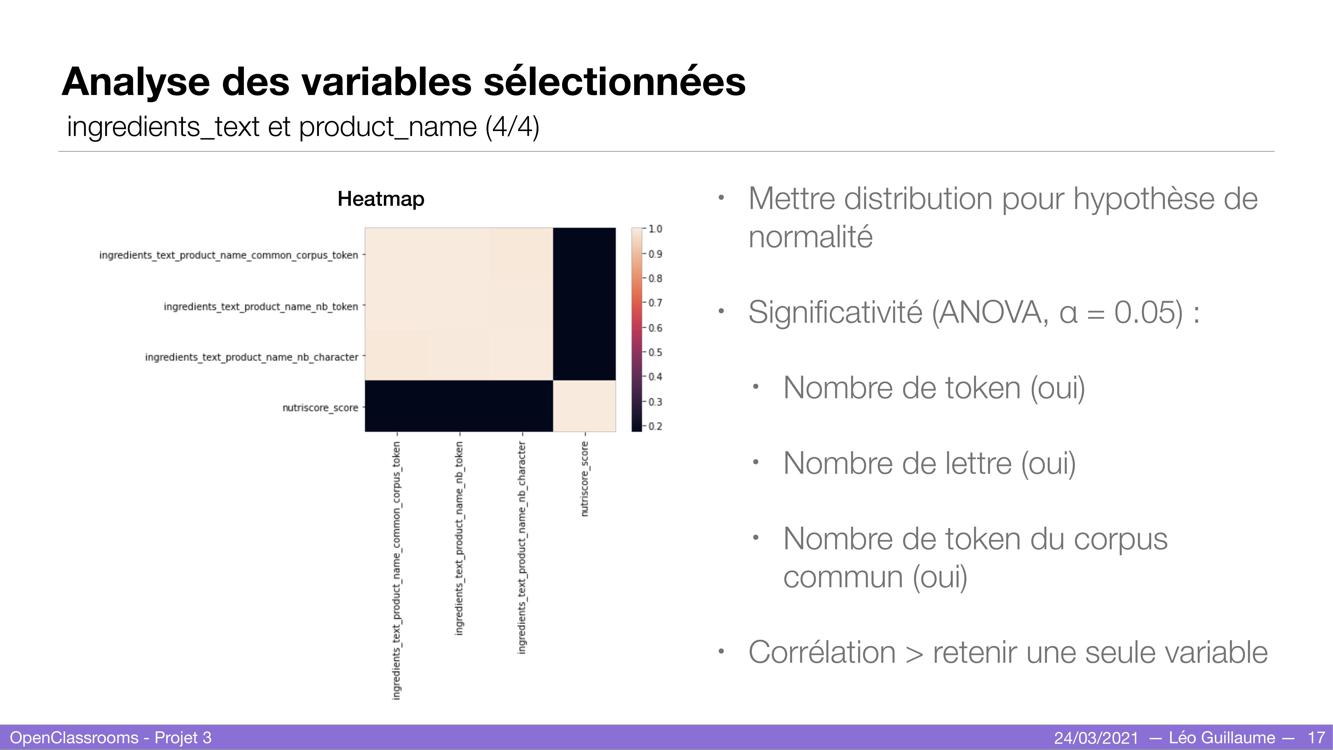 Analyse des variables sélectionnées
ingredients_text et product_name (4/4)
Heatmap
ingredients_text_product_name_common_corpus_token
ingredients_text_product_name_nb_token
ingredients_text_product_name_nb_character
nutriscore_score
1.0
0.9
0.8
0.7
0.6
0.5
0.4
0.3
0.2
ingredients_text_product_name_common_corpus_token
ingredients_text_product_name_nb_token
ingredients_text_product_name_nb_character
nutriscore_score
• Mettre distribution pour hypothèse de
normalité
• Significativité (ANOVA, α = 0.05) :
• Nombre de token (oui)
• Nombre de lettre (oui)
• Nombre de token du corpus
commun (oui)
• Corrélation > retenir une seule variable
OpenClassrooms - Projet 3
24/03/2021 — Léo Guillaume — 17